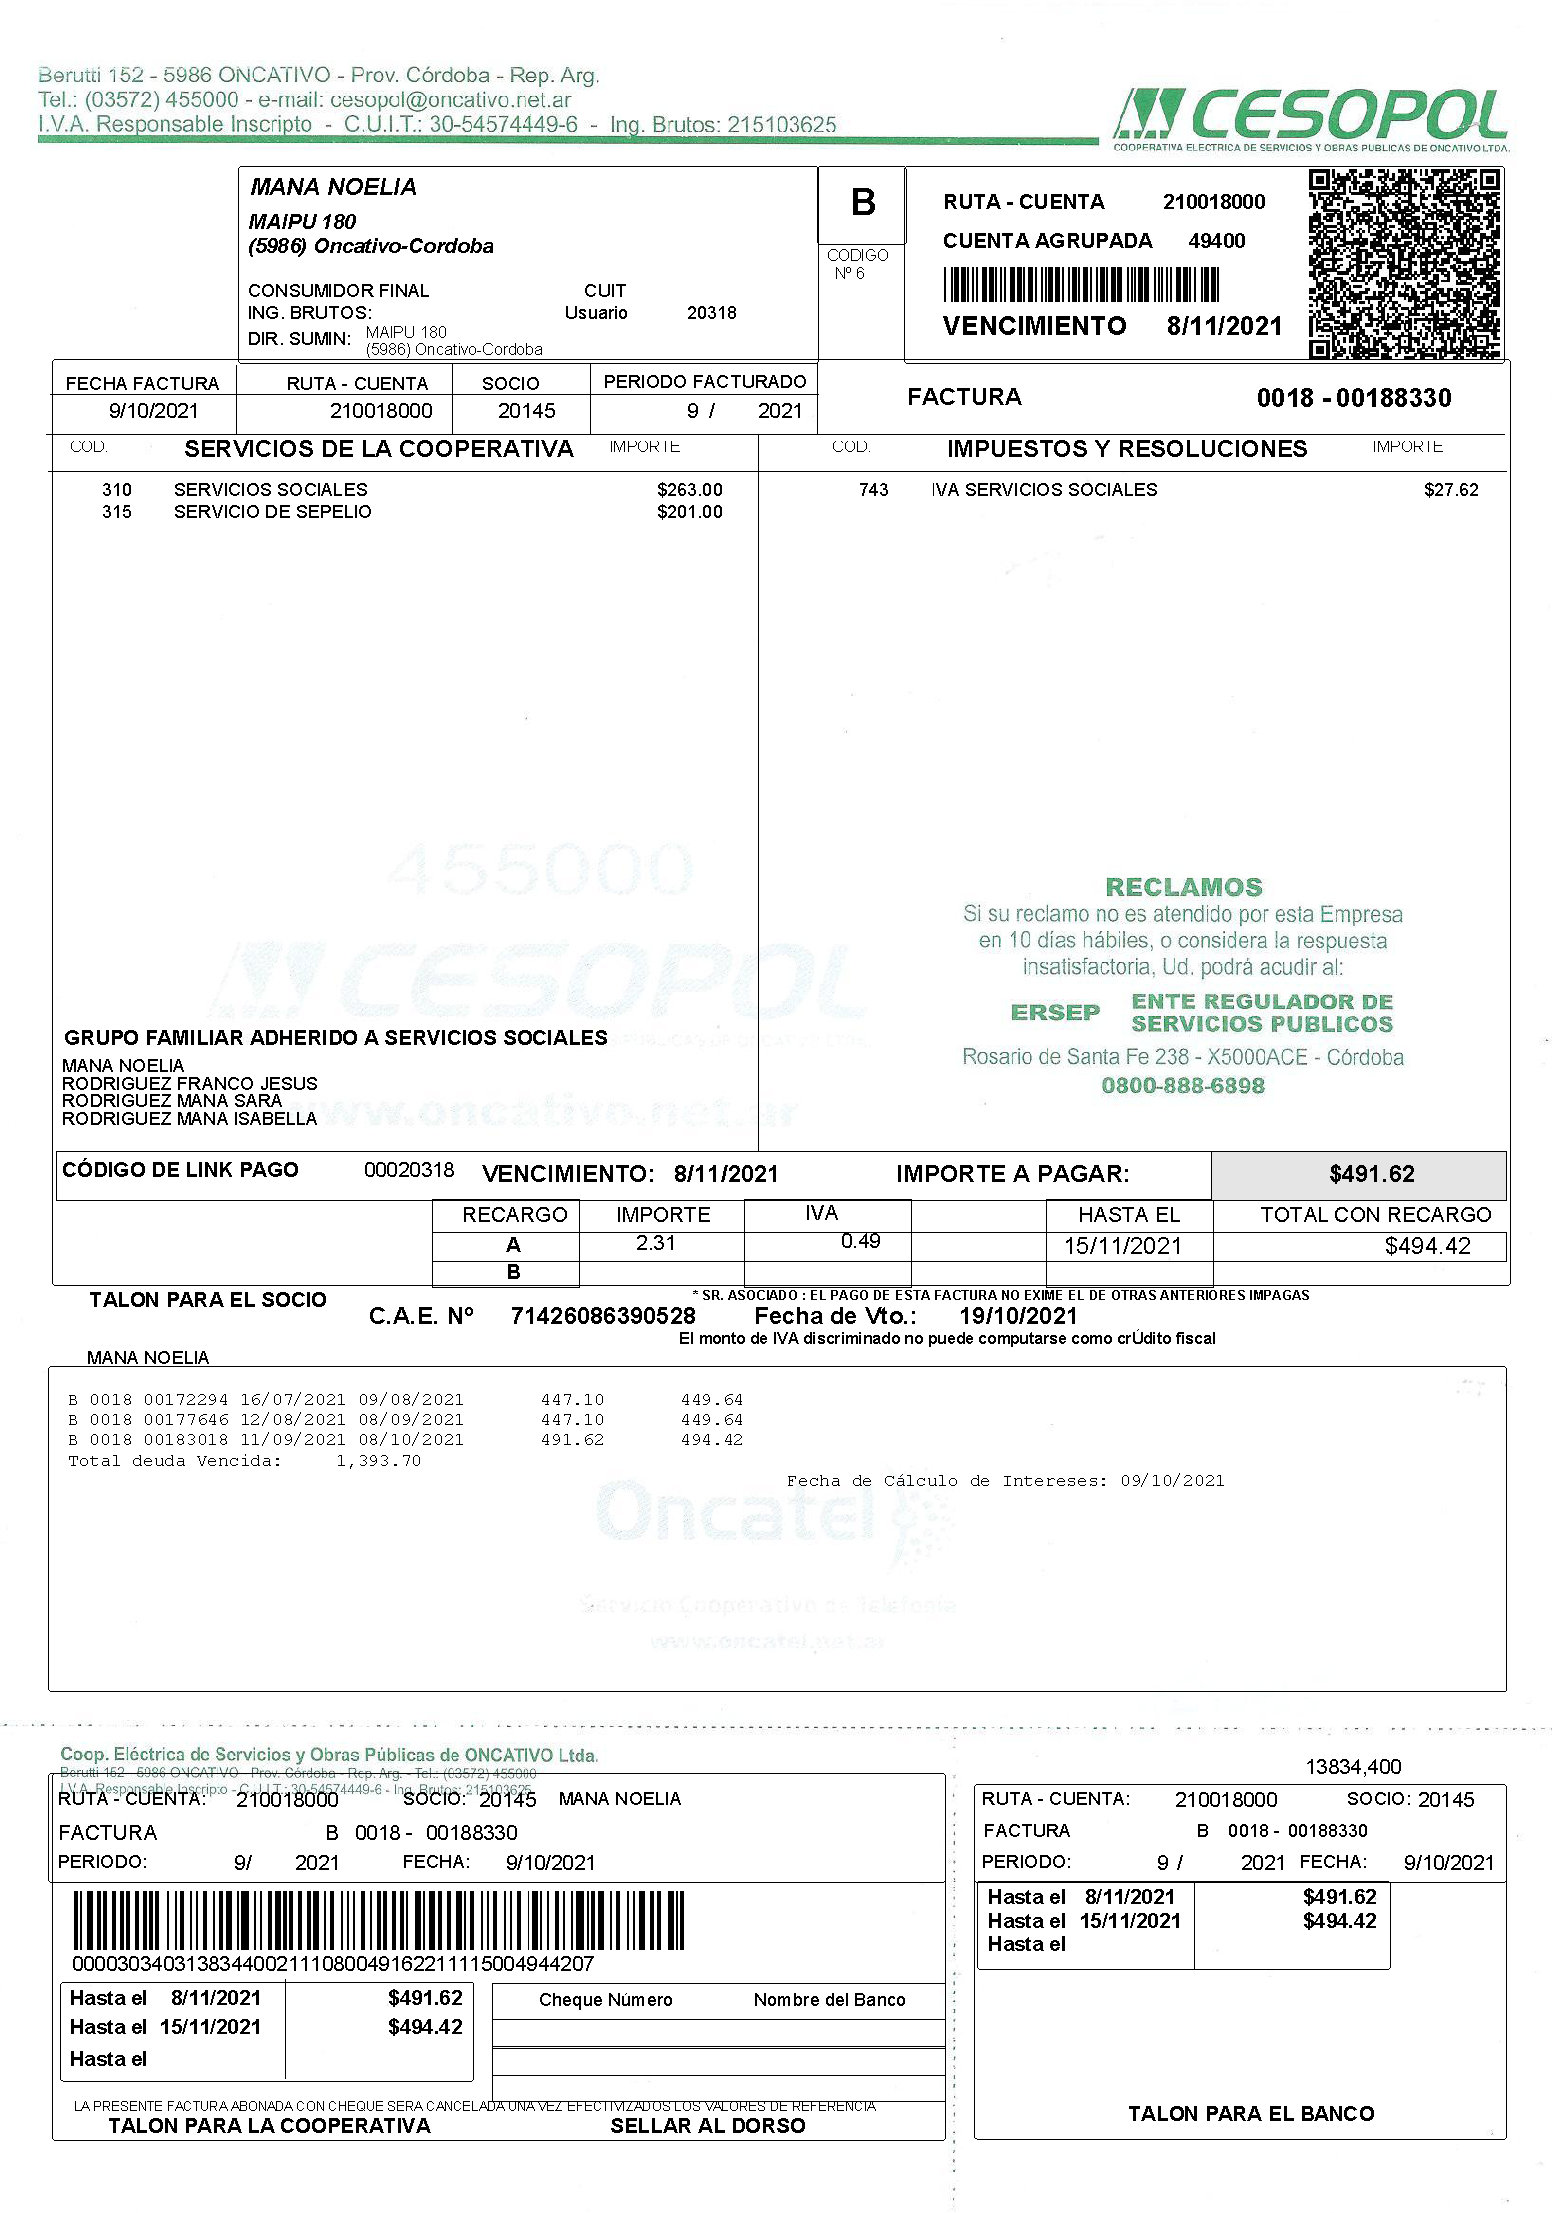 Berutti 152 - 5986 ONCATIVO - Prov. Córdoba - Rep. Arg.
Tel.: (03572) 455000 - e-mail: cesopol@oncativo.net.ar
I.V.A. Responsable Inscripto - C.U.I.T.: 30-54574449-6 - Ing. Brutos: 215103625
CESOPOL
COOPERATIVA ELECTRICA DE SERVICIOS Y OBRAS PUBLICAS DE ONCATIVO LTDA.
MANA NOELIA
MAIPU 180
(5986) Oncativo-Cordoba
CONSUMIDOR FINAL CUIT
ING. BRUTOS: Usuario 20318
DIR. SUMIN: MAIPU 180
(5986) Oncativo-Cordoba
B
CODIGO
Nº 6
RUTA - CUENTA 210018000
CUENTA AGRUPADA 49400
VENCIMIENTO 8/11/2021
FECHA FACTURA RUTA - CUENTA SOCIO PERIODO FACTURADO
9/10/2021 210018000 20145 9 / 2021
FACTURA 0018 - 00188330
COD. SERVICIOS DE LA COOPERATIVA IMPORTE COD. IMPUESTOS Y RESOLUCIONES IMPORTE
310 SERVICIOS SOCIALES $263.00 743 IVA SERVICIOS SOCIALES $27.62
315 SERVICIO DE SEPELIO $201.00
455000
CESOPOL
RECLAMOS
Si su reclamo no es atendido por esta Empresa
en 10 días hábiles, o considera la respuesta
insatisfactoria, Ud. podrá acudir al:
ERSEP ENTE REGULADOR DE
SERVICIOS PUBLICOS
Rosario de Santa Fe 238 - X5000ACE - Córdoba
0800-888-6898
GRUPO FAMILIAR ADHERIDO A SERVICIOS SOCIALES
MANA NOELIA
RODRIGUEZ FRANCO JESUS
RODRIGUEZ MANA SARA
RODRIGUEZ MANA ISABELLA
www.oncativo.net.ar
CÓDIGO DE LINK PAGO 00020318 VENCIMIENTO: 8/11/2021 IMPORTE A PAGAR: $491.62
RECARGO IMPORTE IVA HASTA EL TOTAL CON RECARGO
A 2.31 0.49 15/11/2021 $494.42
B
TALON PARA EL SOCIO
* SR. ASOCIADO : EL PAGO DE ESTA FACTURA NO EXIME EL DE OTRAS ANTERIORES IMPAGAS
C.A.E. Nº 71426086390528 Fecha de Vto.: 19/10/2021
El monto de IVA discriminado no puede computarse como crÚdito fiscal
MANA NOELIA
B 0018 00172294 16/07/2021 09/08/2021 447.10 449.64
B 0018 00177646 12/08/2021 08/09/2021 447.10 449.64
B 0018 00183018 11/09/2021 08/10/2021 491.62 494.42
Total deuda Vencida: 1,393.70
Fecha de Cálculo de Intereses: 09/10/2021
Oncatel
Servicio Cooperativo de Telefonía
www.oncatel.net.ar
Coop. Eléctrica de Servicios y Obras Públicas de ONCATIVO Ltda.
Berutti 152 - 5986 ONCATIVO - Prov. Córdoba - Rep. Arg. - Tel.: (03572) 455000
I.V.A. Responsable Inscripto - C.U.I.T.: 30-54574449-6 - Ing. Brutos: 215103625
RUTA - CUENTA: 210018000 SOCIO: 20145 MANA NOELIA
FACTURA B 0018 - 00188330
PERIODO: 9/ 2021 FECHA: 9/10/2021
0000303403138344002111080049162211115004944207
Hasta el 8/11/2021 $491.62
Hasta el 15/11/2021 $494.42
Hasta el
Cheque Número Nombre del Banco
LA PRESENTE FACTURA ABONADA CON CHEQUE SERA CANCELADA UNA VEZ EFECTIVIZADOS LOS VALORES DE REFERENCIA
TALON PARA LA COOPERATIVA SELLAR AL DORSO
13834,400
RUTA - CUENTA: 210018000 SOCIO: 20145
FACTURA B 0018 - 00188330
PERIODO: 9 / 2021 FECHA: 9/10/2021
Hasta el 8/11/2021 $491.62
Hasta el 15/11/2021 $494.42
Hasta el
TALON PARA EL BANCO